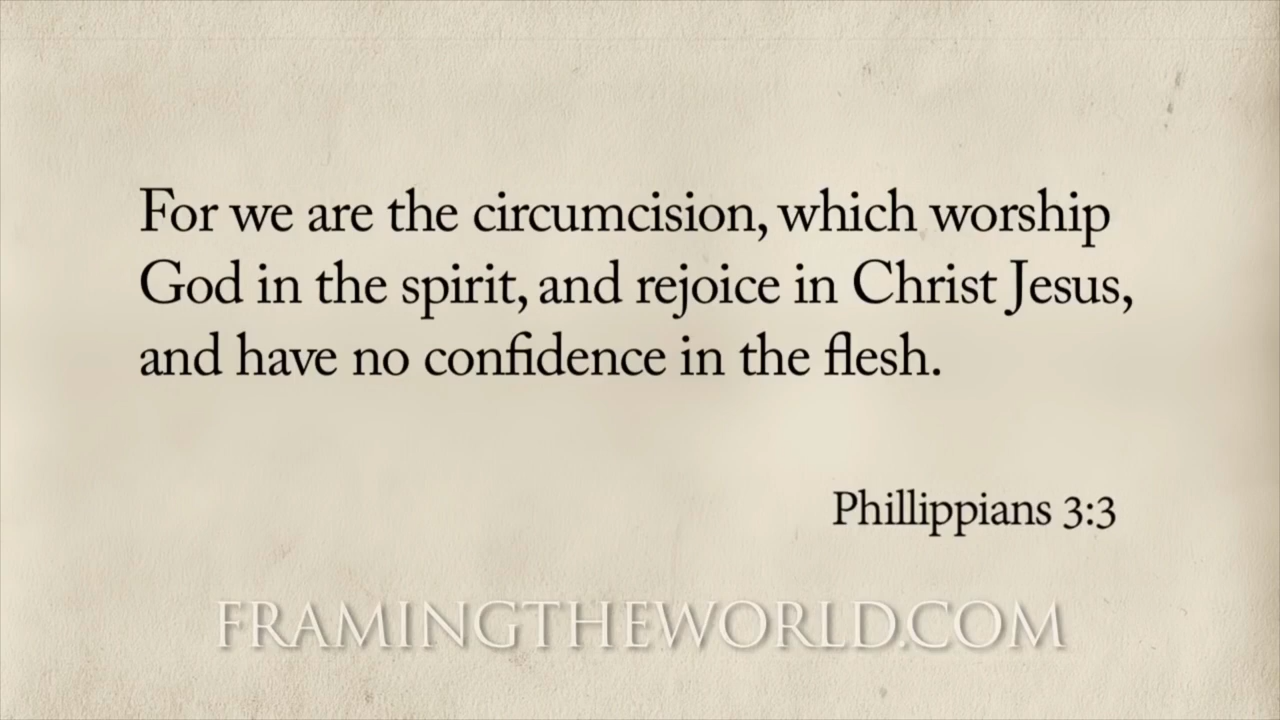 For we are the circumcision, which worship
God in the spirit, and rejoice in Christ Jesus,
and have no confidence in the flesh.
Phillippians 3:3
FRAMINGTHEWORLD.COM